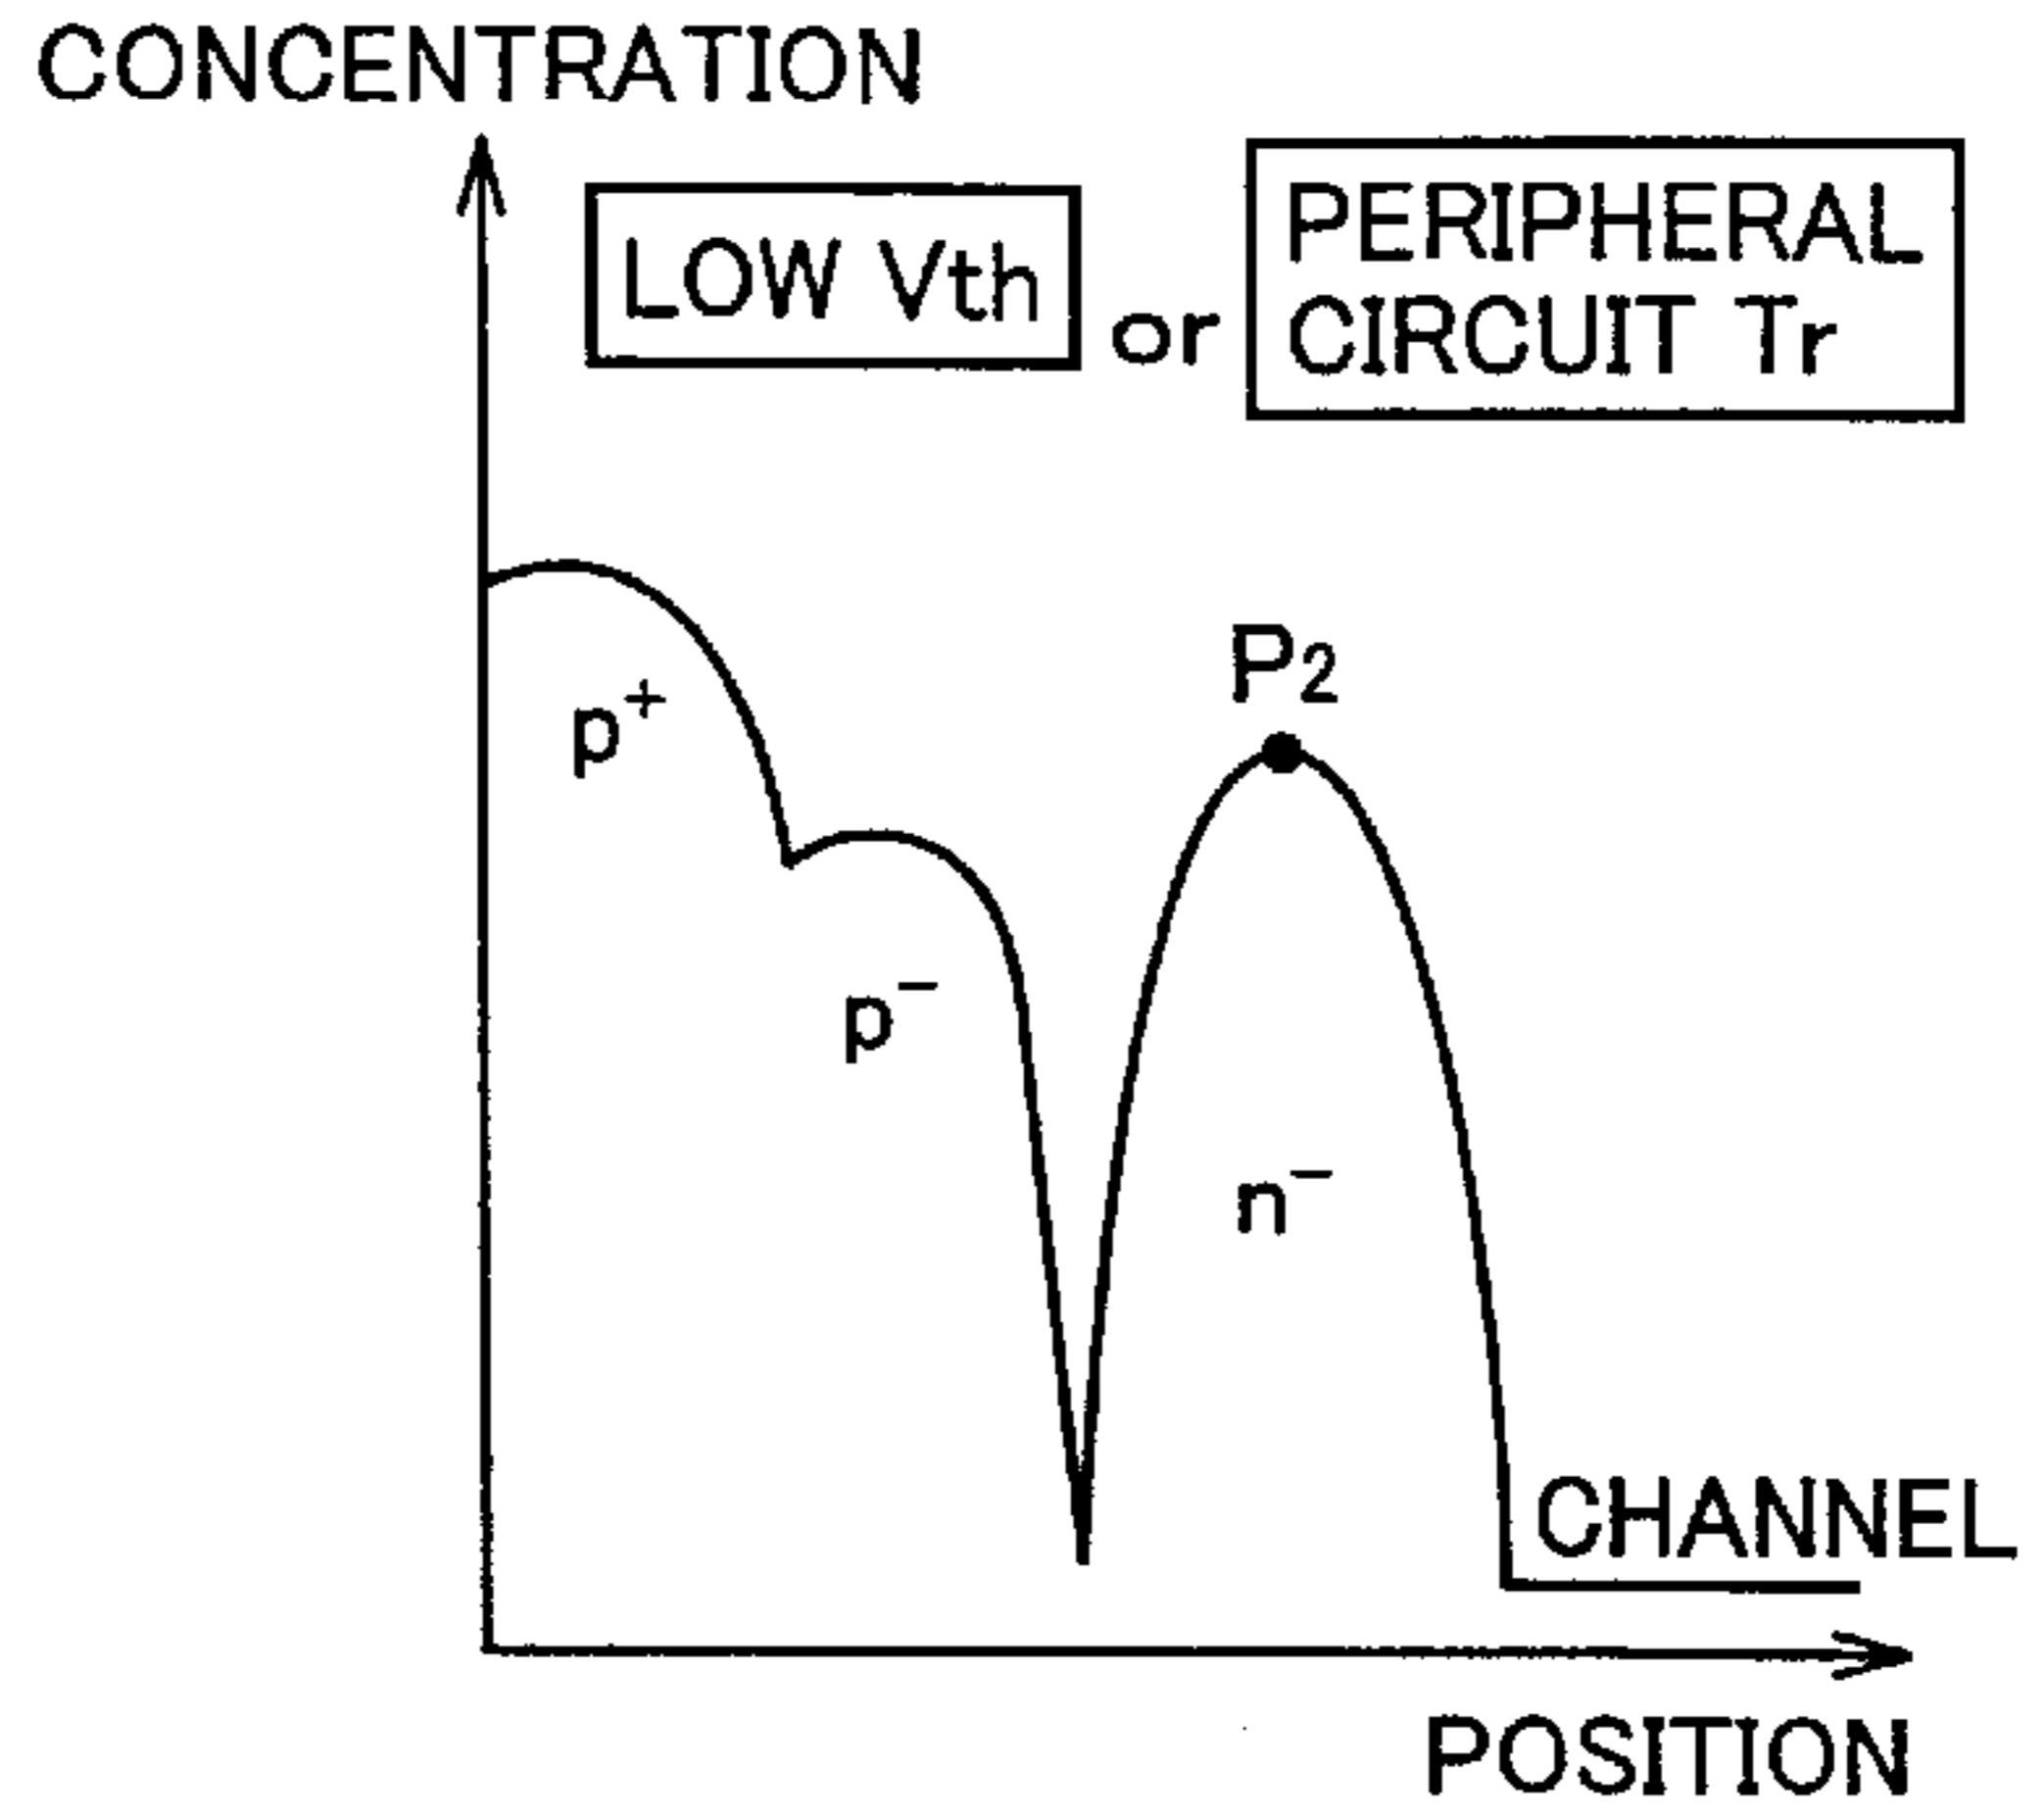 CONCENTRATION
LOW Vth or PERIPHERAL CIRCUIT Tr
p+
P2
p−
n−
CHANNEL
POSITION